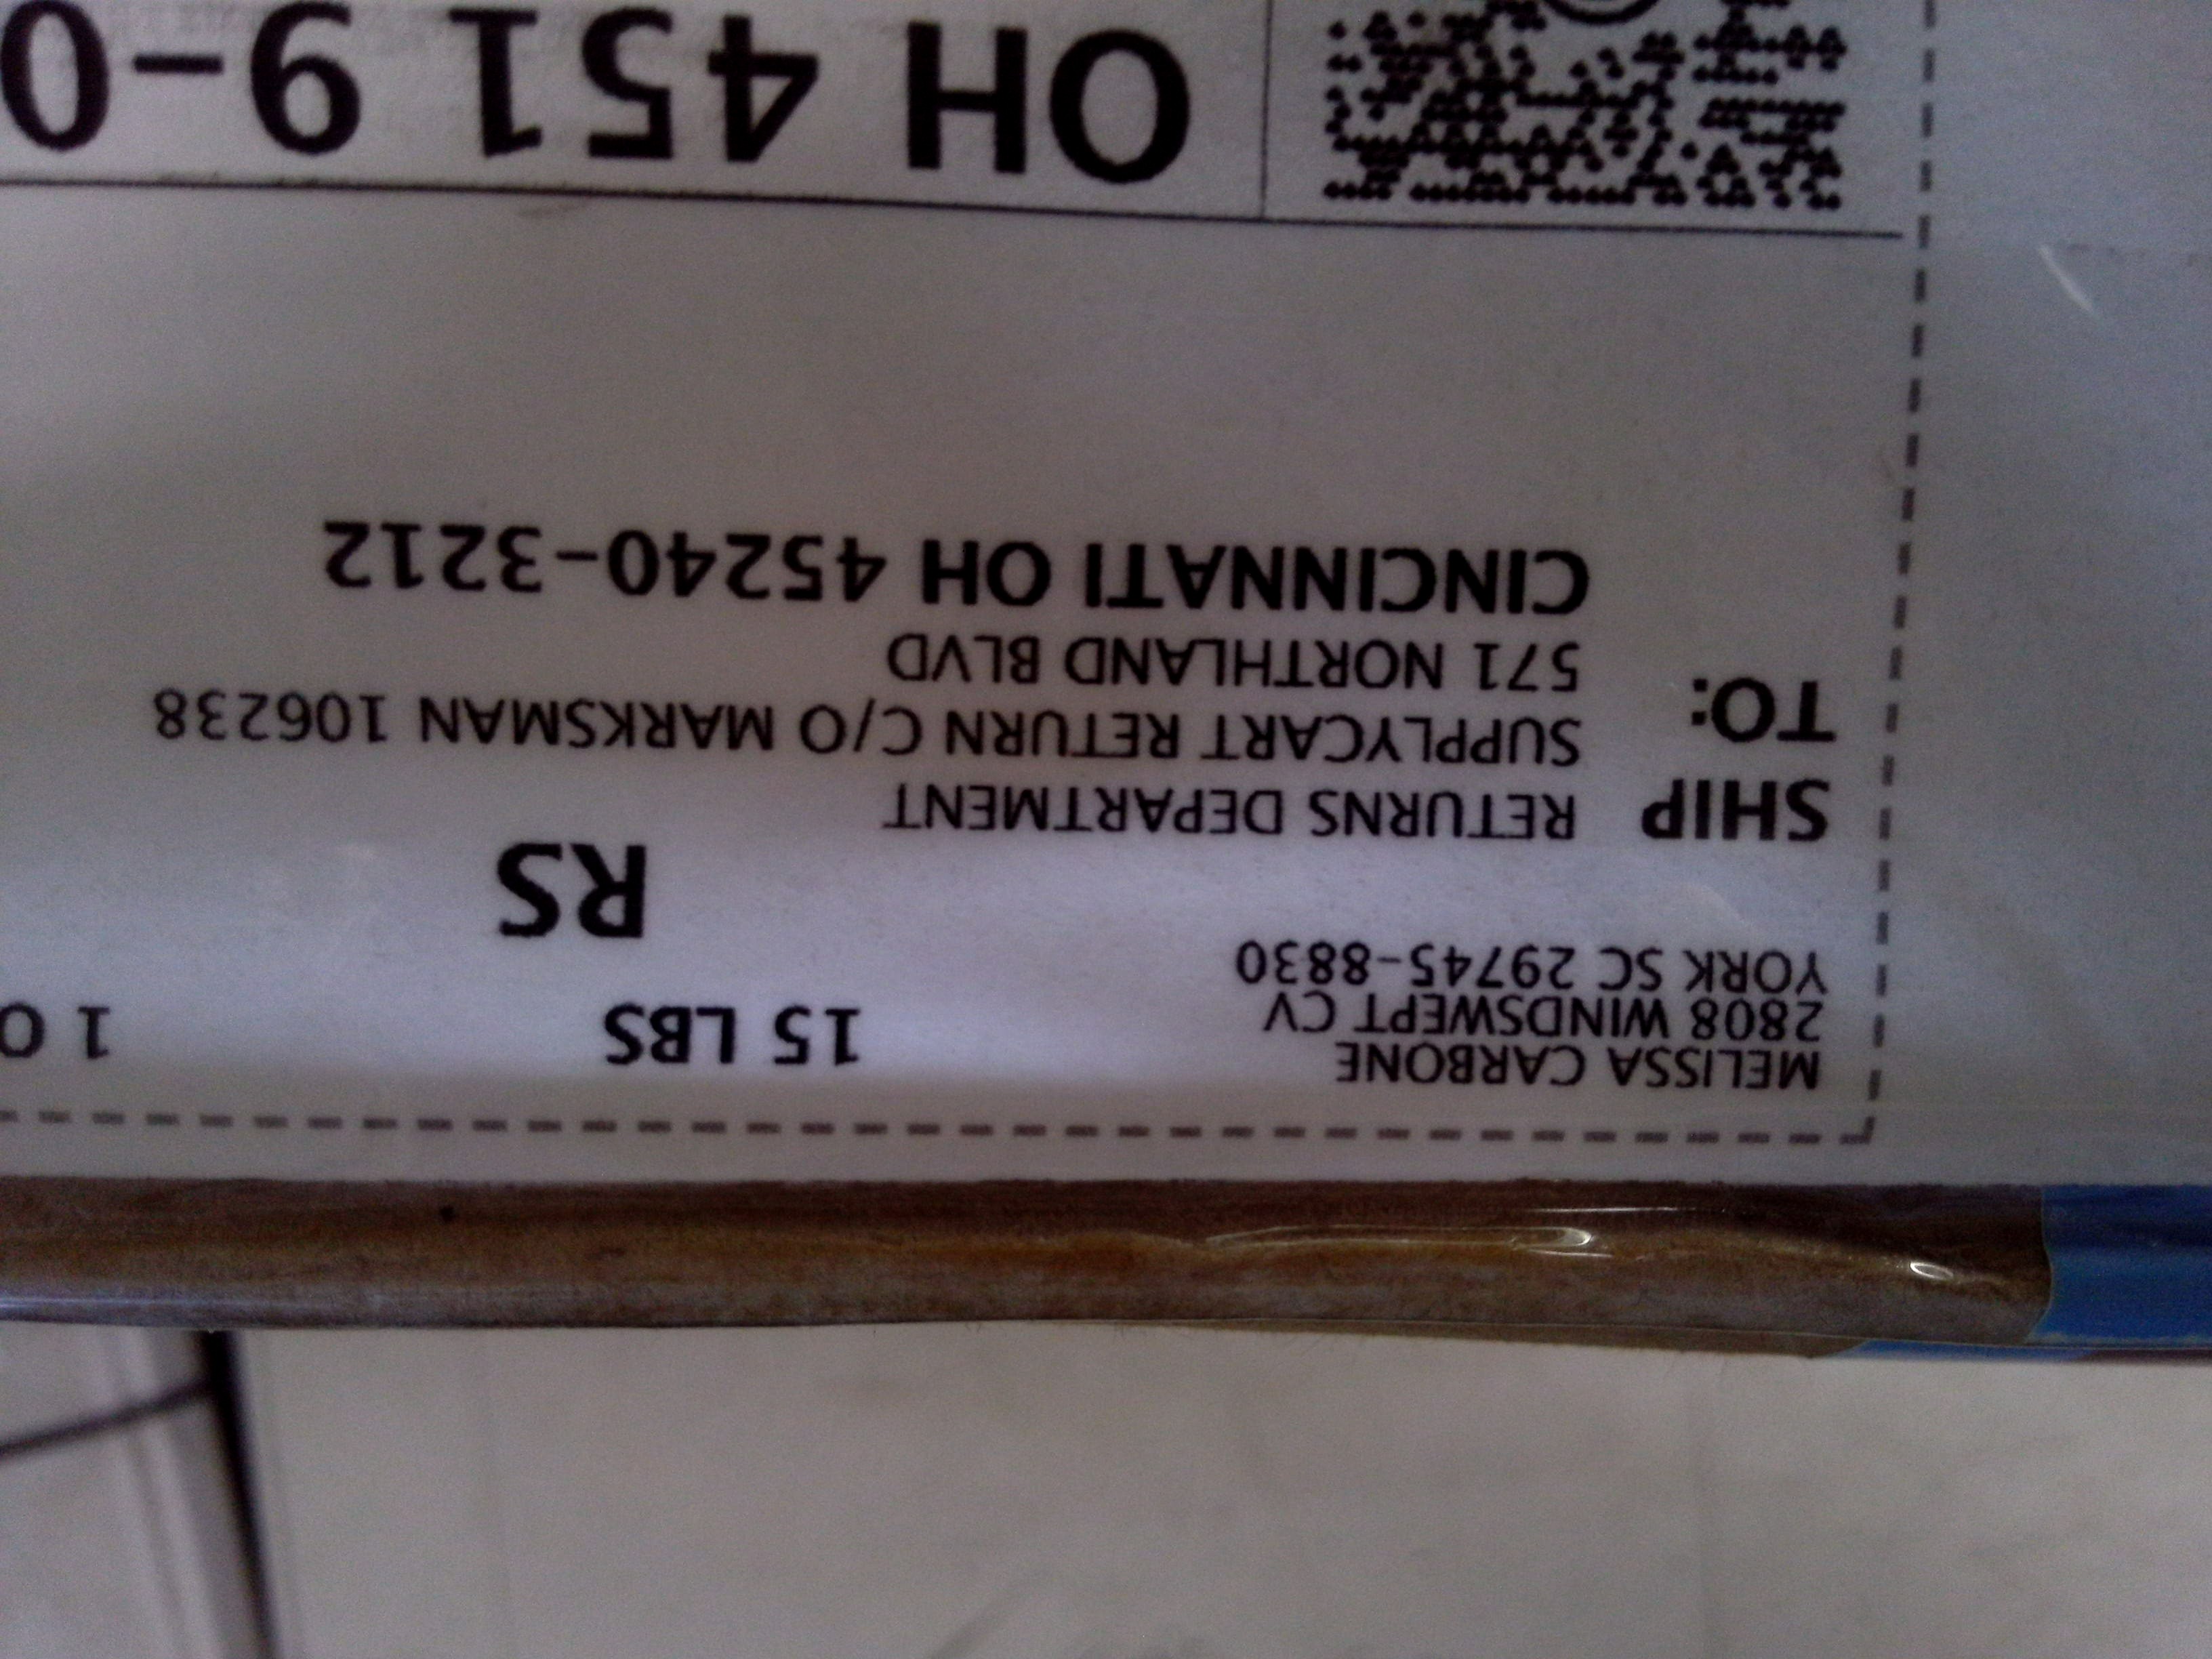 MELISSA CARBONE
2808 WINDSWEPT CV
YORK SC 29745-8830
15 LBS
1 O
RS
SHIP TO:
RETURNS DEPARTMENT
SUPPLYCART RETURN C/O MARKSMAN 106238
571 NORTHLAND BLVD
CINCINNATI OH 45240-3212
OH 451 9-0